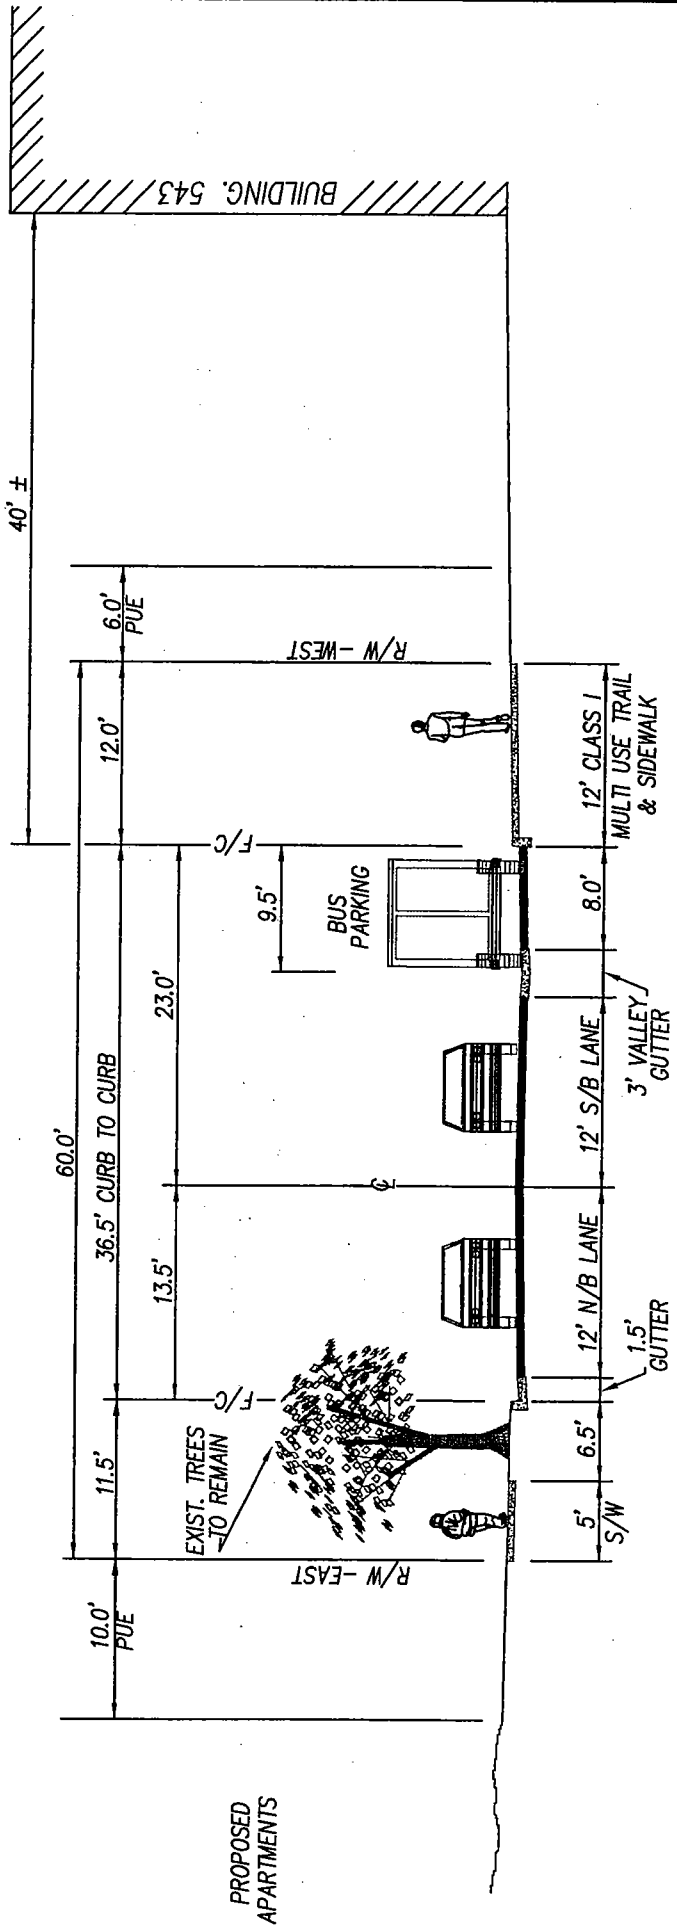 40' ±
BUILDING. 543
60.0'
10.0'
PUE
11.5'
36.5' CURB TO CURB
12.0'
6.0'
PUE
13.5'
23.0'
9.5'
PROPOSED
APARTMENTS
EXIST. TREES
TO REMAIN
R/W-EAST
F/C
CL
F/C
R/W-WEST
BUS
PARKING
5'
S/W
6.5'
1.5'
GUTTER
12' N/B LANE
12' S/B LANE
3' VALLEY
GUTTER
8.0'
12' CLASS I
MULTI USE TRAIL
& SIDEWALK